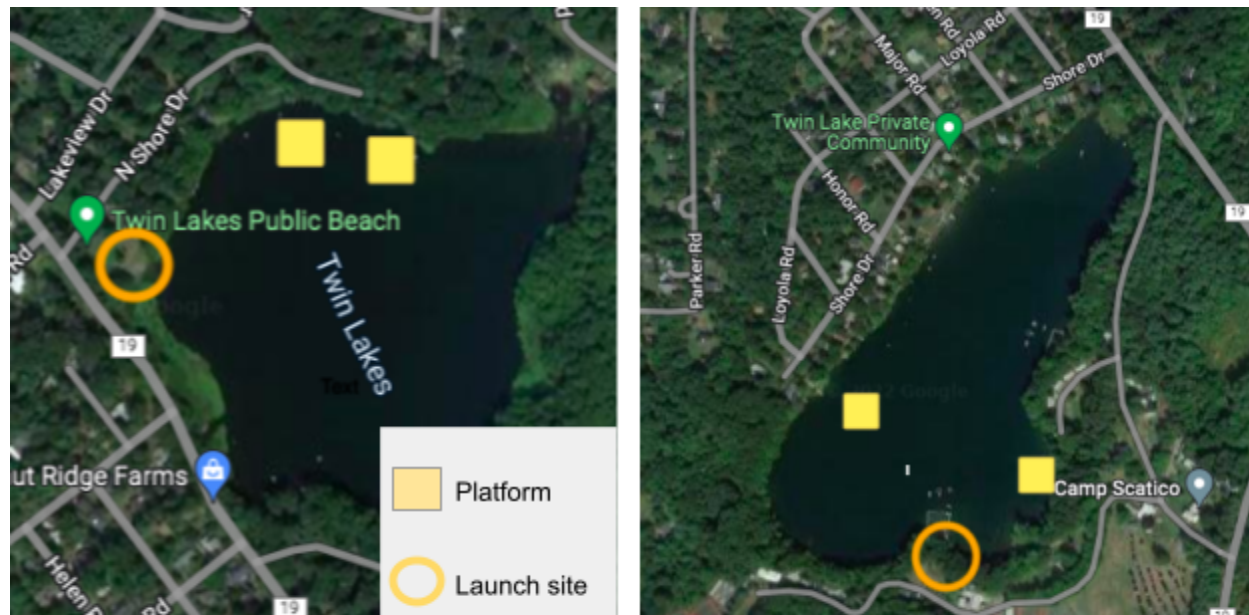 Lakeview Dr
N Shore Dr
Twin Lakes Public Beach
Rd
Google
19
Twin Lakes
Text
ut Ridge Farms
Platform
Launch site
Helen
Rd
19
19
Loyola Rd
Major Rd
Shore Dr
Twin Lake Private
Community
Honor Rd
19
Parker Rd
Loyola Rd
Shore Dr
Google
Camp Scatico
19